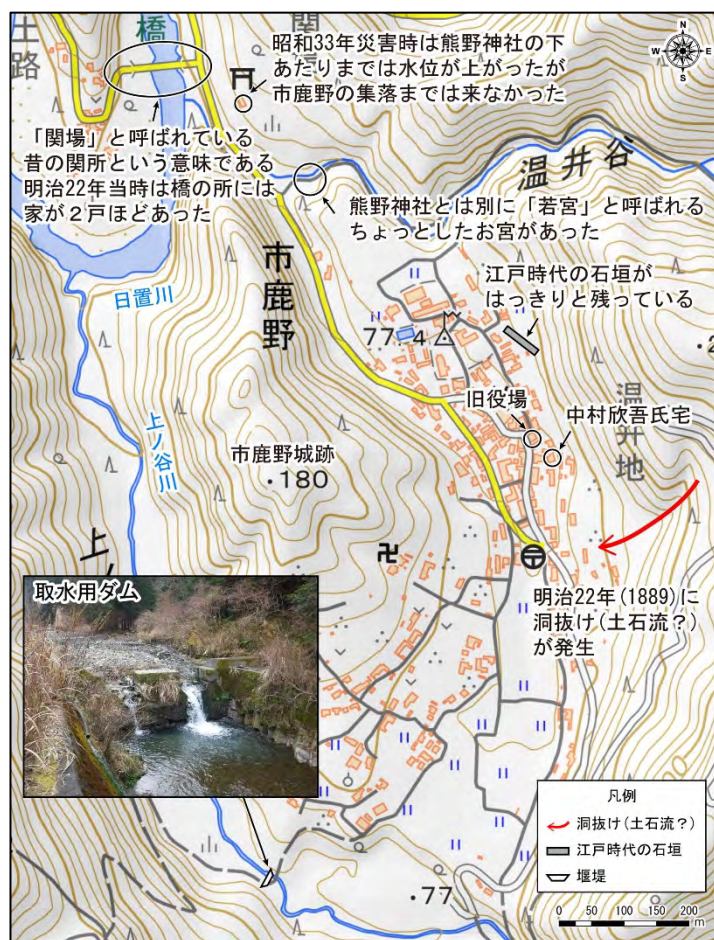 橋
土路
関場
N
W
E
S
昭和33年災害時は熊野神社の下
あたりまでは水位が上がったが
市鹿野の集落までは来なかった
「関場」と呼ばれている
昔の関所という意味である
明治22年当時は橋の所には
家が2戸ほどあった
温井谷
熊野神社とは別に「若宮」と呼ばれる
ちょっとしたお宮があった
市鹿野
江戸時代の石垣が
はっきりと残っている
日置川
77.4
旧役場
中村欣吾氏宅
温井地
上ノ谷川
市鹿野城跡
・180
上ノ
卍
〒
取水用ダム
明治22年(1889)に
洞抜け(土石流？)
が発生
凡例
洞抜け(土石流？)
江戸時代の石垣
堰堤
・77
0 50 100 150 200
m